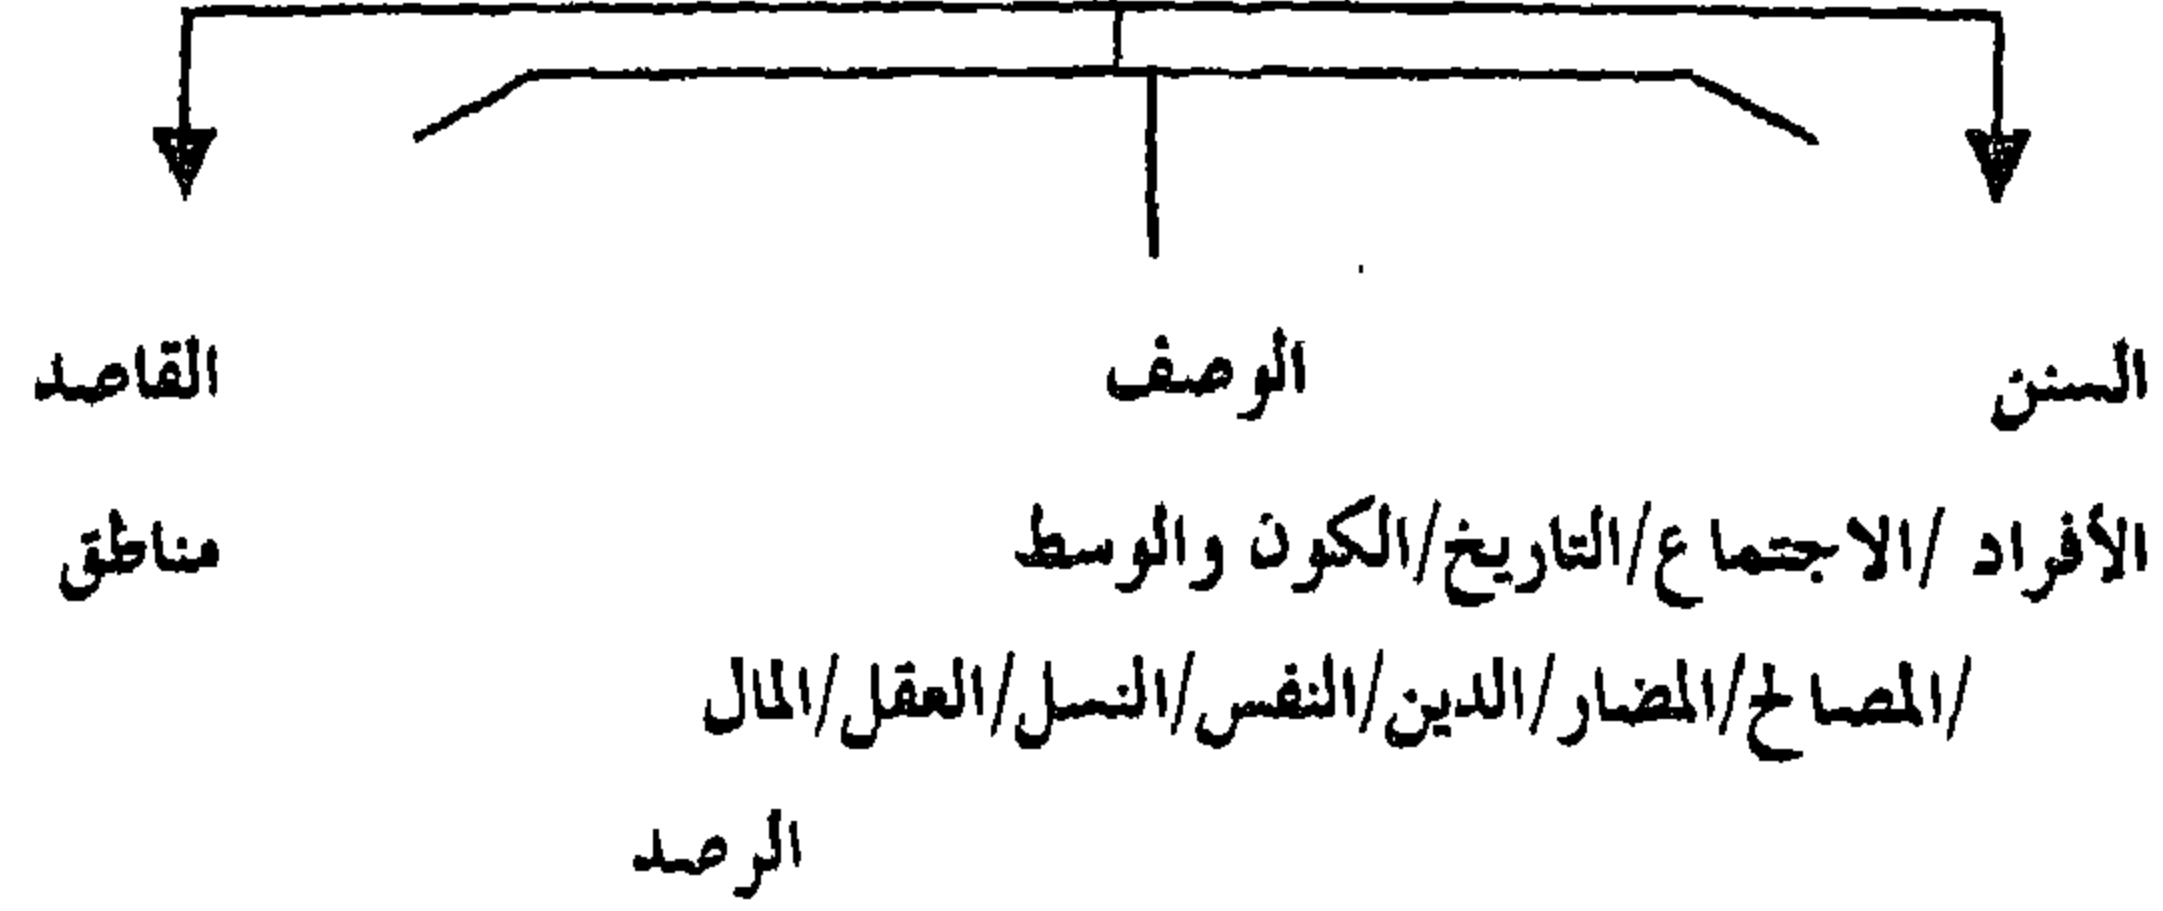 السنن الوصف القاصد
الأفراد /الاجتماع/التاريخ/الكون والوسط مناطق
/المصالح/المضار/الدين/النفس/النسل/العقل/المال
الرصد